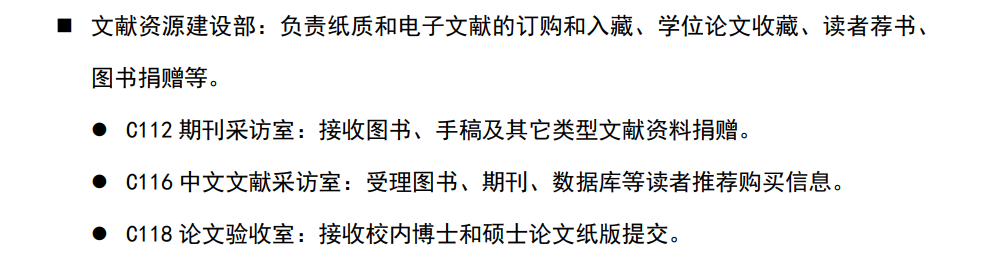 ■ 文献资源建设部：负责纸质和电子文献的订购和入藏、学位论文收藏、读者荐书、
图书捐赠等。
● C112 期刊采访室：接收图书、手稿及其它类型文献资料捐赠。
● C116 中文文献采访室：受理图书、期刊、数据库等读者推荐购买信息。
● C118 论文验收室：接收校内博士和硕士论文纸版提交。